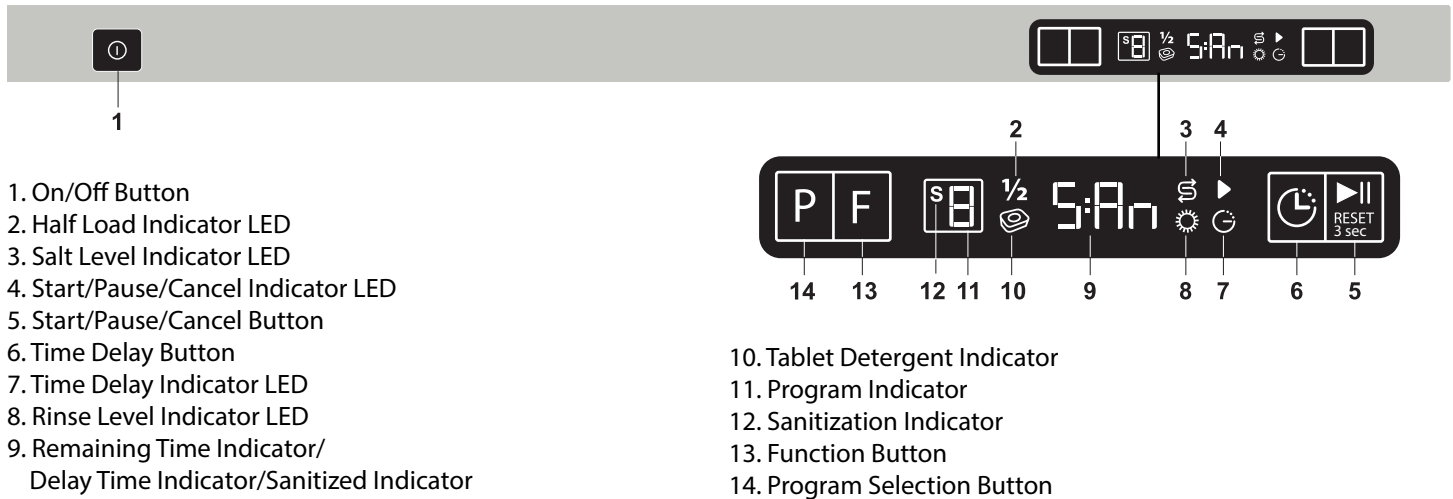 S 8 ½ S:An
1
2 3 4
P F S 8 ½ S:An RESET
3 sec
14 13 12 11 10 9 8 7 6 5
1. On/Off Button
2. Half Load Indicator LED
3. Salt Level Indicator LED
4. Start/Pause/Cancel Indicator LED
5. Start/Pause/Cancel Button
6. Time Delay Button
7. Time Delay Indicator LED
8. Rinse Level Indicator LED
9. Remaining Time Indicator/
Delay Time Indicator/Sanitized Indicator
10. Tablet Detergent Indicator
11. Program Indicator
12. Sanitization Indicator
13. Function Button
14. Program Selection Button